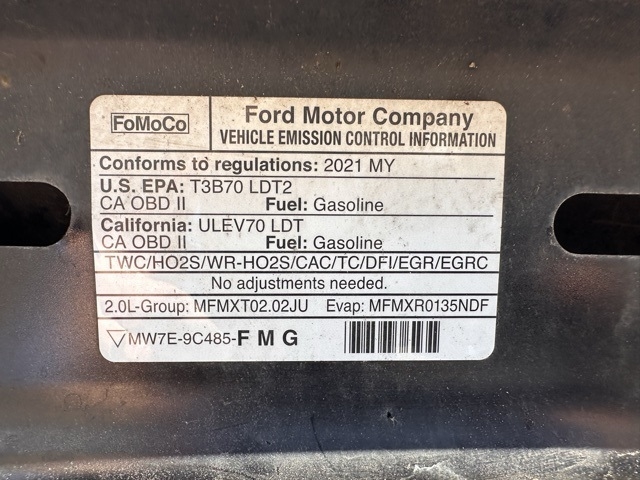 FoMoCo
Ford Motor Company
VEHICLE EMISSION CONTROL INFORMATION
Conforms to regulations: 2021 MY
U.S. EPA: T3B70 LDT2
CA OBD II Fuel: Gasoline
California: ULEV70 LDT
CA OBD II Fuel: Gasoline
TWC/HO2S/WR-HO2S/CAC/TC/DFI/EGR/EGRC
No adjustments needed.
2.0L-Group: MFMXT02.02JU Evap: MFMXR0135NDF
MW7E-9C485-F M G